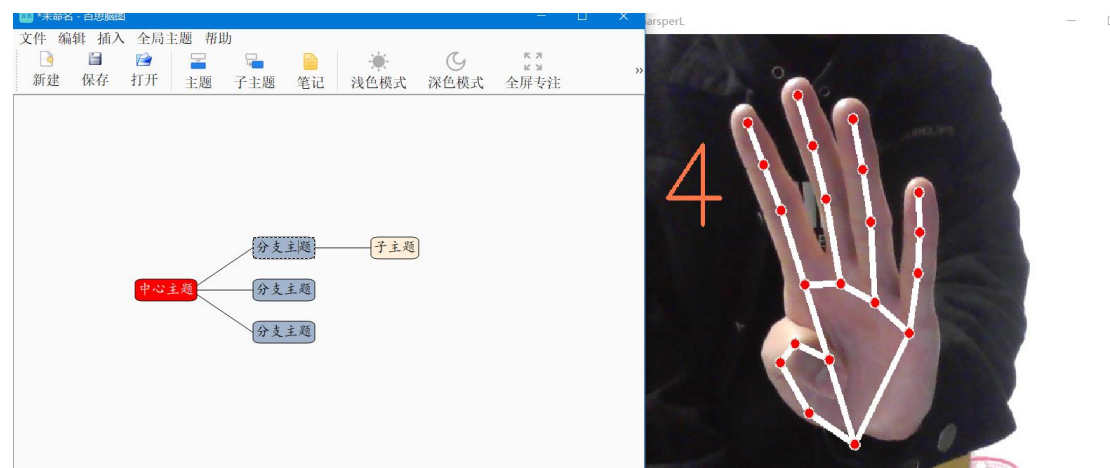 *未命名 - 百思脑图
文件 编辑 插入 全局主题 帮助
新建 保存 打开 主题 子主题 笔记 浅色模式 深色模式 全屏专注 »
分支主题 子主题
中心主题 分支主题
分支主题
arsperL
4